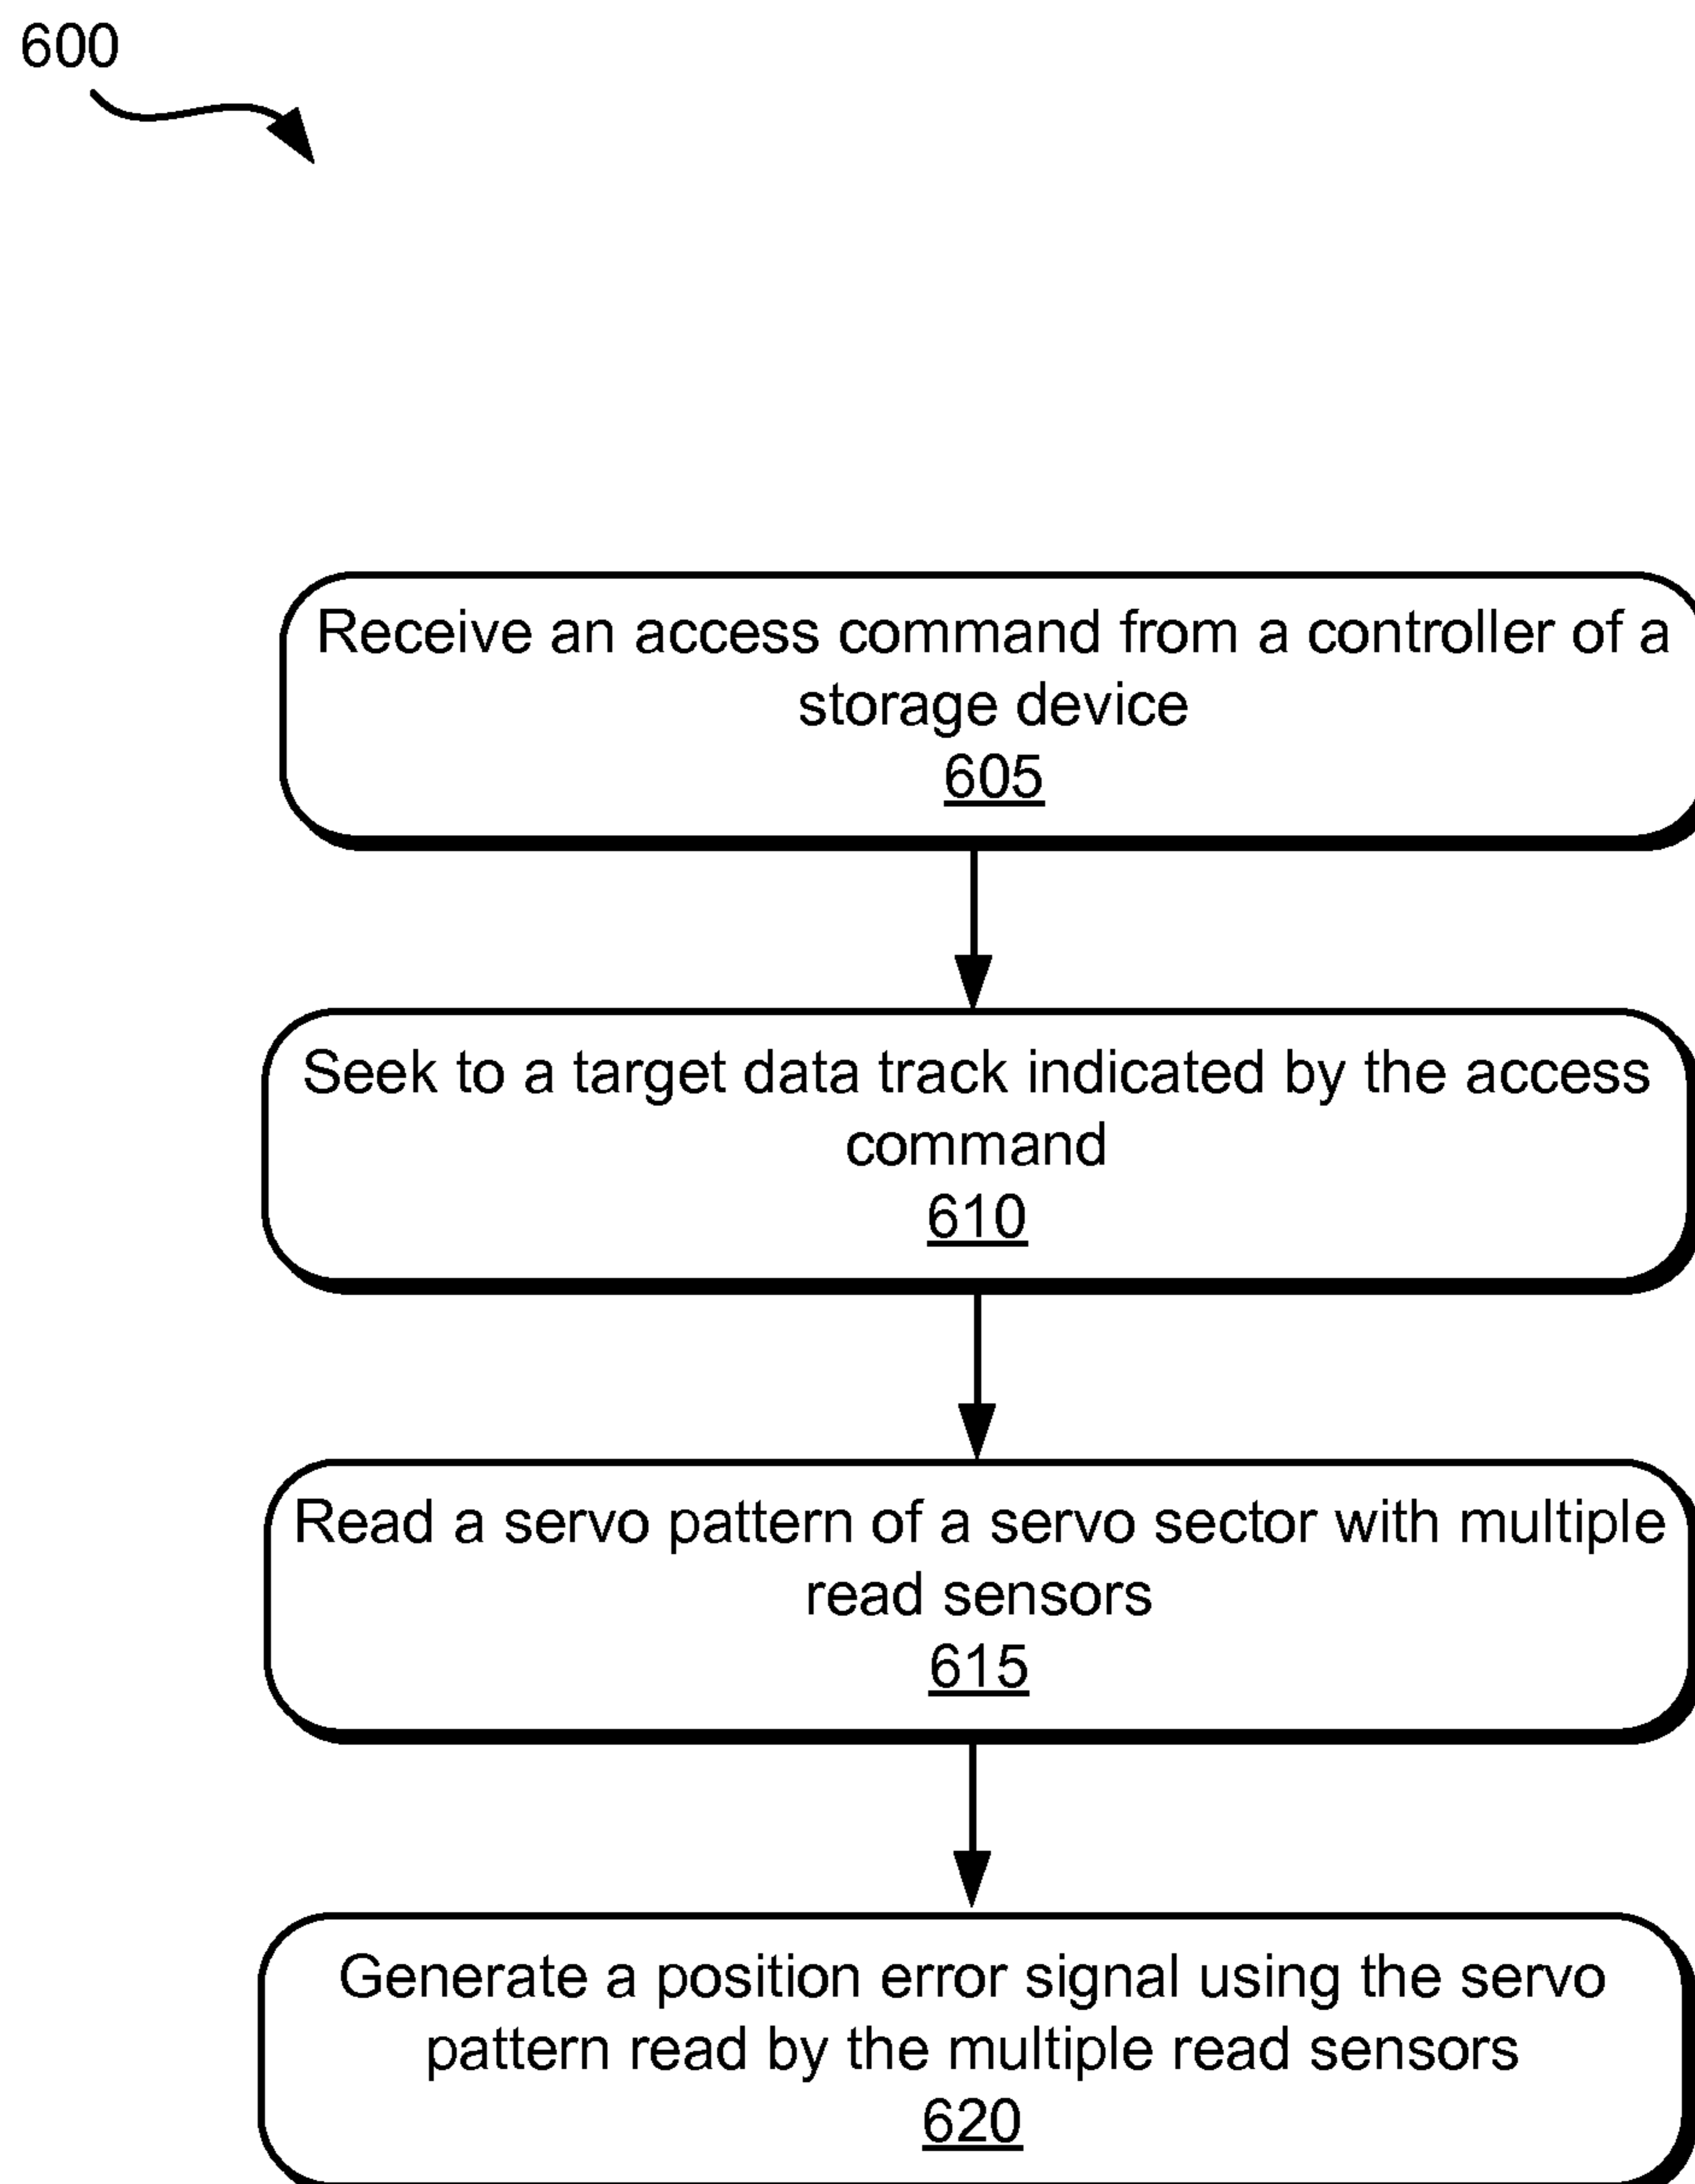 600
Receive an access command from a controller of a
storage device
605
Seek to a target data track indicated by the access
command
610
Read a servo pattern of a servo sector with multiple
read sensors
615
Generate a position error signal using the servo
pattern read by the multiple read sensors
620